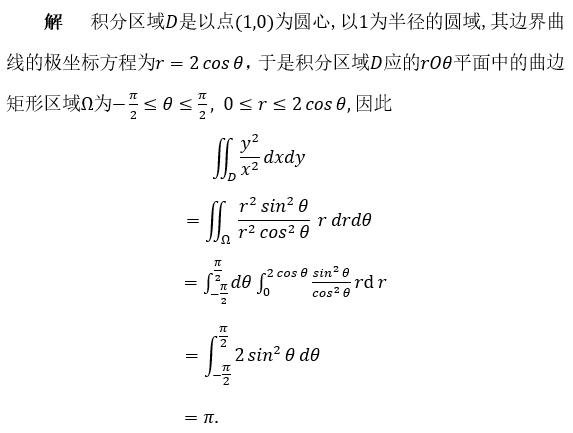 解 积分区域D是以点(1,0)为圆心, 以1为半径的圆域, 其边界曲
线的极坐标方程为r = 2 cos θ, 于是积分区域D应的rOθ平面中的曲边
矩形区域Ω为−π/2 ≤ θ ≤ π/2, 0 ≤ r ≤ 2 cos θ, 因此
∬_D y²/x² dxdy
= ∬_Ω (r² sin² θ)/(r² cos² θ) r drdθ
= ∫_{−π/2}^{π/2} dθ ∫_0^{2 cos θ} (sin² θ)/(cos² θ) rd r
= ∫_{−π/2}^{π/2} 2 sin² θ dθ
= π.